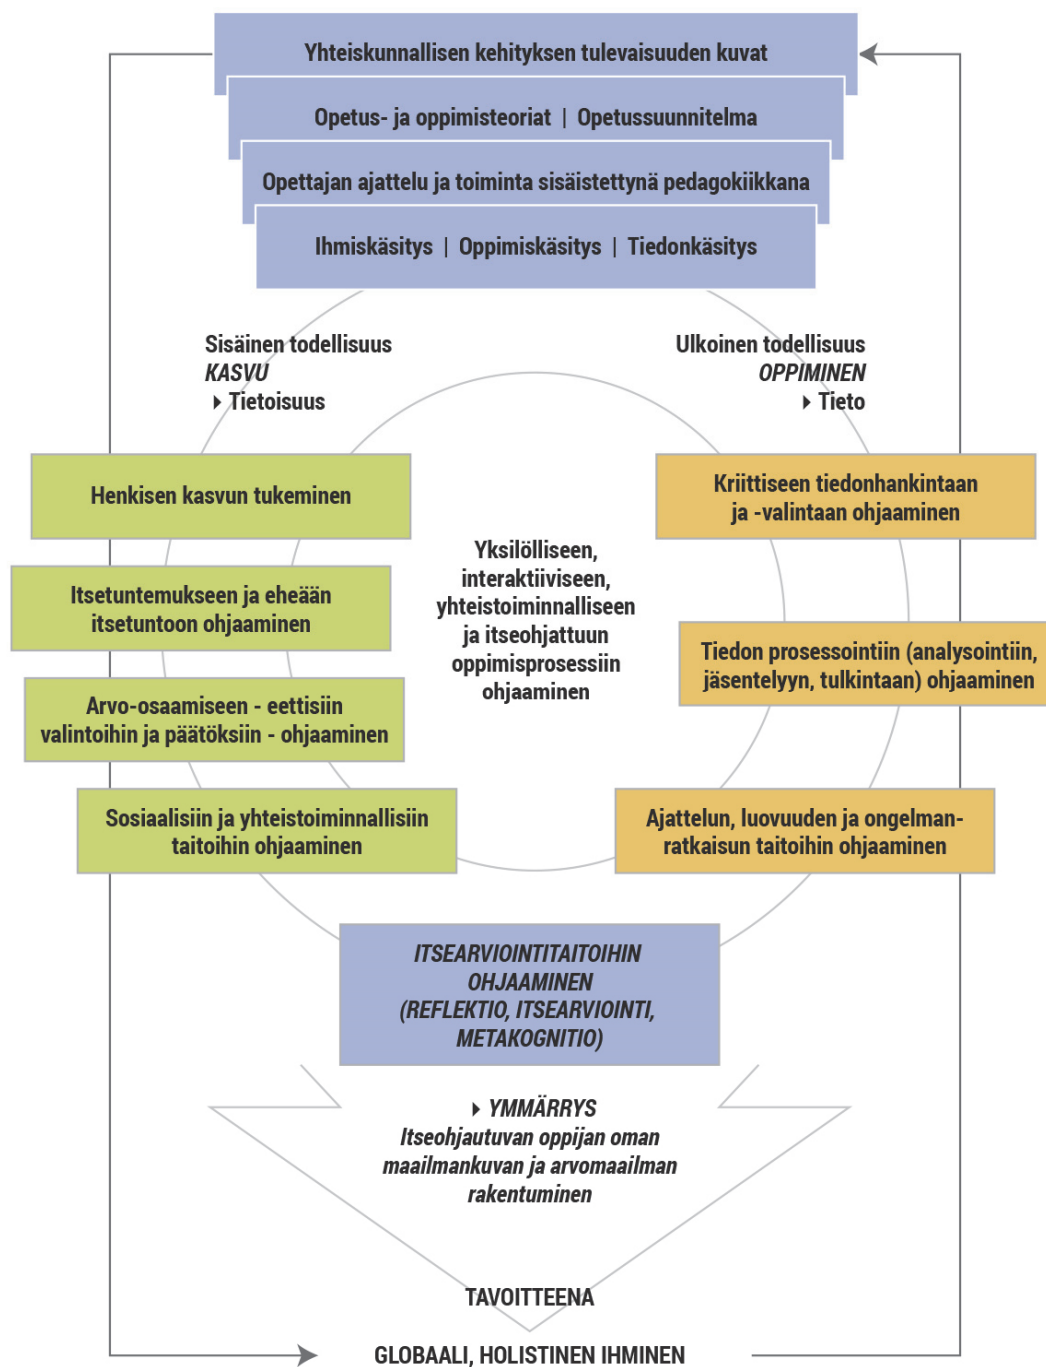 Yhteiskunnallisen kehityksen tulevaisuuden kuvat
Opetus- ja oppimisteoriat | Opetussuunnitelma
Opettajan ajattelu ja toiminta sisäistettynä pedagokiikkana
Ihmiskäsitys | Oppimiskäsitys | Tiedonkäsitys
Sisäinen todellisuus
KASVU
▸ Tietoisuus
Ulkoinen todellisuus
OPPIMINEN
▸ Tieto
Henkisen kasvun tukeminen
Itsetuntemukseen ja eheään
itsetuntoon ohjaaminen
Arvo-osaamiseen - eettisiin
valintoihin ja päätöksiin - ohjaaminen
Sosiaalisiin ja yhteistoiminnallisiin
taitoihin ohjaaminen
Yksilölliseen,
interaktiiviseen,
yhteistoiminnalliseen
ja itseohjattuun
oppimisprosessiin
ohjaaminen
Kriittiseen tiedonhankintaan
ja -valintaan ohjaaminen
Tiedon prosessointiin (analysointiin,
jäsentelyyn, tulkintaan) ohjaaminen
Ajattelun, luovuuden ja ongelman-
ratkaisun taitoihin ohjaaminen
ITSEARVIOINTITAITOIHIN
OHJAAMINEN
(REFLEKTIO, ITSEARVIOINTI,
METAKOGNITIO)
▸ YMMÄRRYS
Itseohjautuvan oppijan oman
maailmankuvan ja arvomaailman
rakentuminen
TAVOITTEENA
GLOBAALI, HOLISTINEN IHMINEN